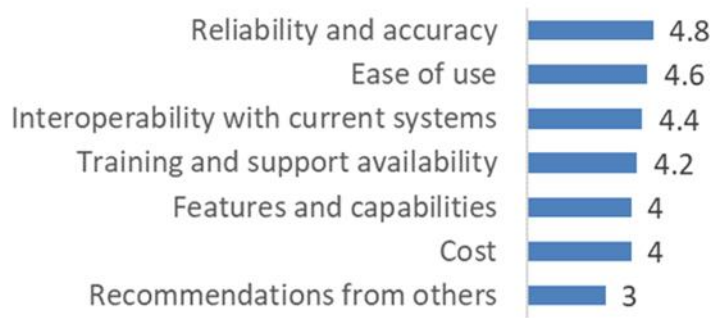 Reliability and accuracy 4.8
Ease of use 4.6
Interoperability with current systems 4.4
Training and support availability 4.2
Features and capabilities 4
Cost 4
Recommendations from others 3